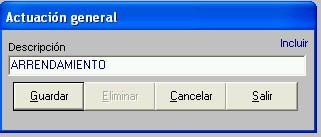 Actuación general
Incluir
Descripción
ARRENDAMIENTO
Guardar Eliminar Cancelar Salir